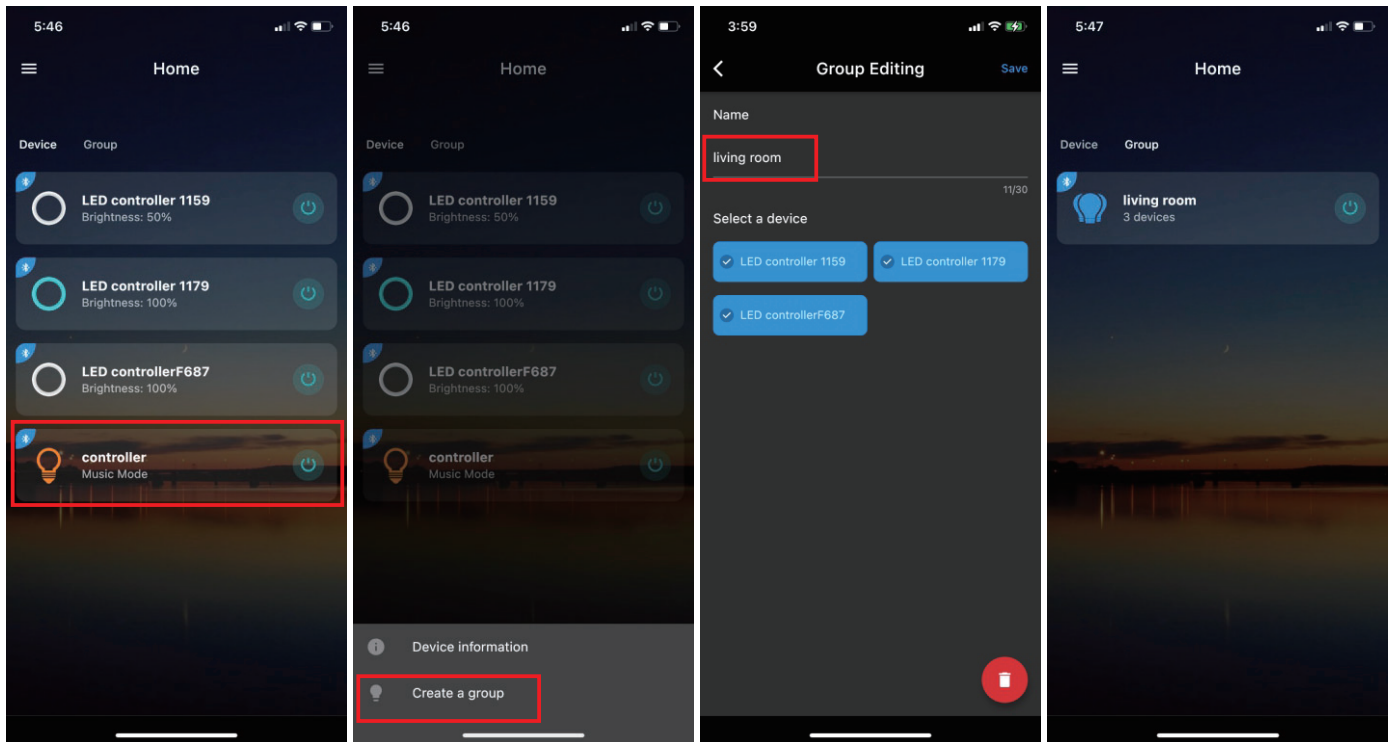 5:46
Home
Device Group
LED controller 1159
Brightness: 50%
LED controller 1179
Brightness: 100%
LED controllerF687
Brightness: 100%
controller
Music Mode
5:46
Home
Device Group
LED controller 1159
Brightness: 50%
LED controller 1179
Brightness: 100%
LED controllerF687
Brightness: 100%
controller
Music Mode
Device information
Create a group
3:59
Group Editing Save
Name
living room
11/30
Select a device
LED controller 1159 LED controller 1179
LED controllerF687
5:47
Home
Device Group
living room
3 devices